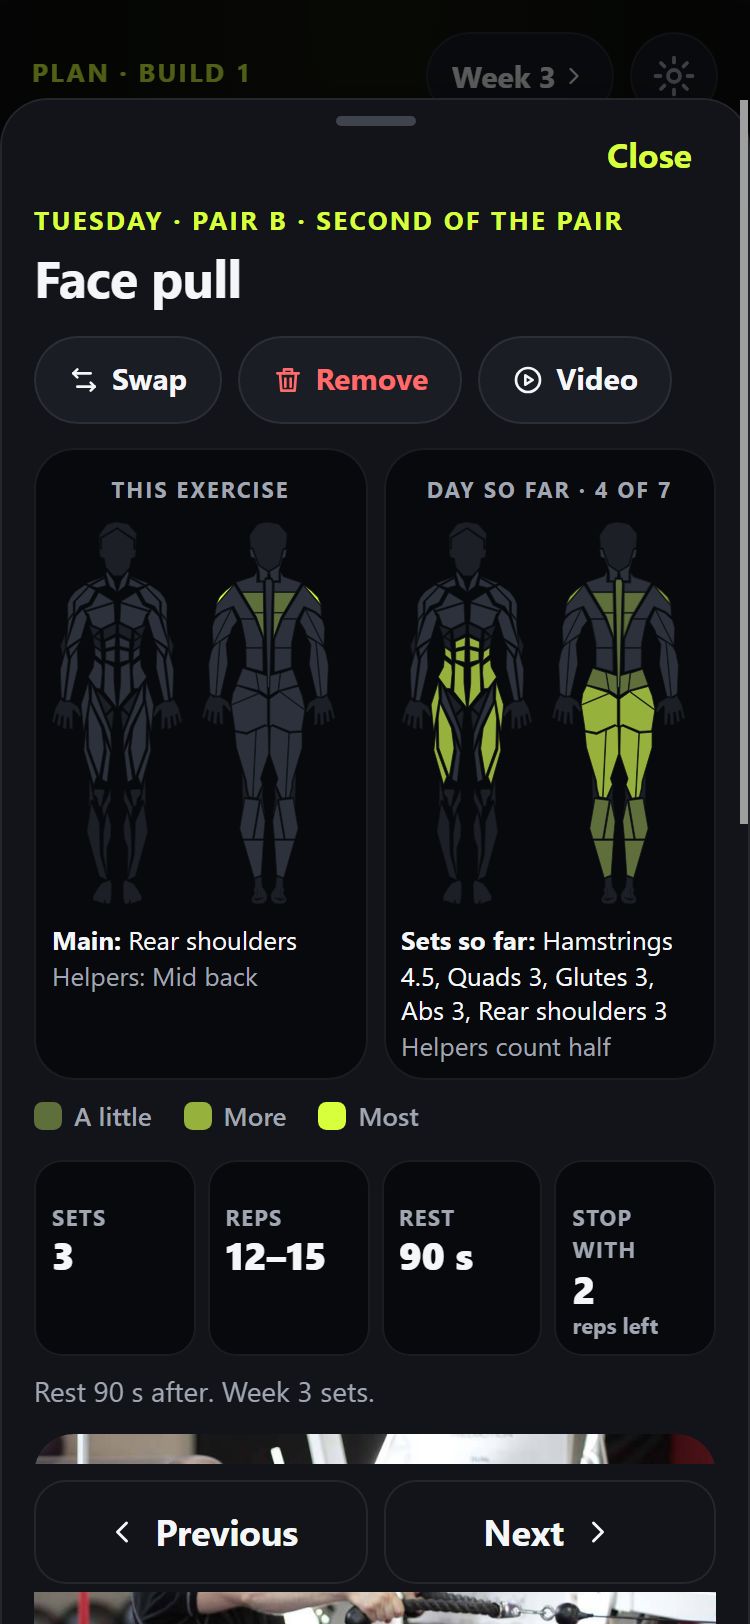 PLAN · BUILD 1
Week 3
Close
TUESDAY · PAIR B · SECOND OF THE PAIR
Face pull
Swap
Remove
Video
THIS EXERCISE
Main: Rear shoulders
Helpers: Mid back
DAY SO FAR · 4 OF 7
Sets so far: Hamstrings
4.5, Quads 3, Glutes 3,
Abs 3, Rear shoulders 3
Helpers count half
A little
More
Most
SETS
3
REPS
12–15
REST
90 s
STOP
WITH
2
reps left
Rest 90 s after. Week 3 sets.
Previous
Next